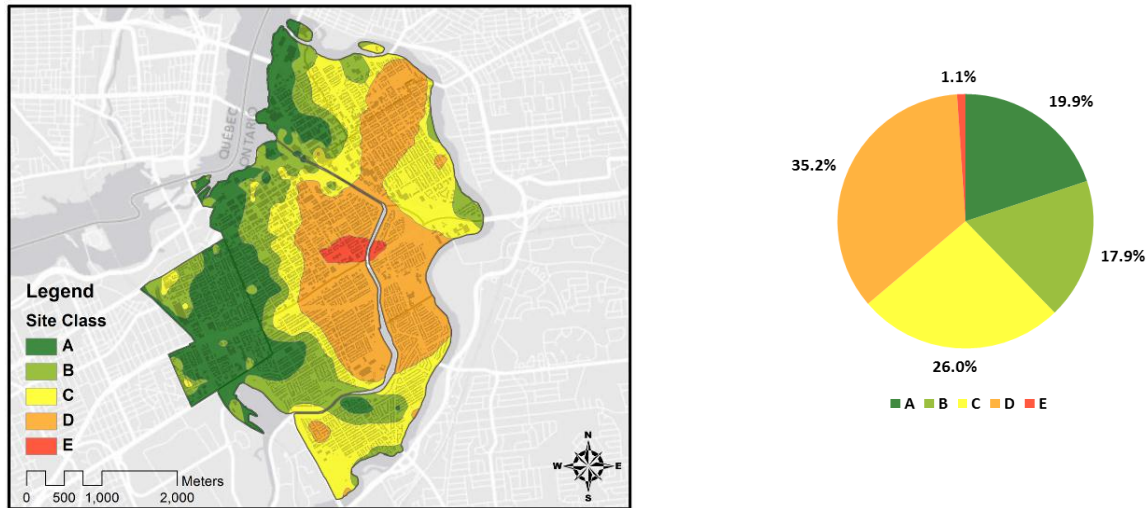 QUÉBEC
ONTARIO
Legend
Site Class
A
B
C
D
E
Meters
0 500 1,000 2,000
N
W E
S
1.1%
19.9%
35.2%
17.9%
26.0%
A B C D E